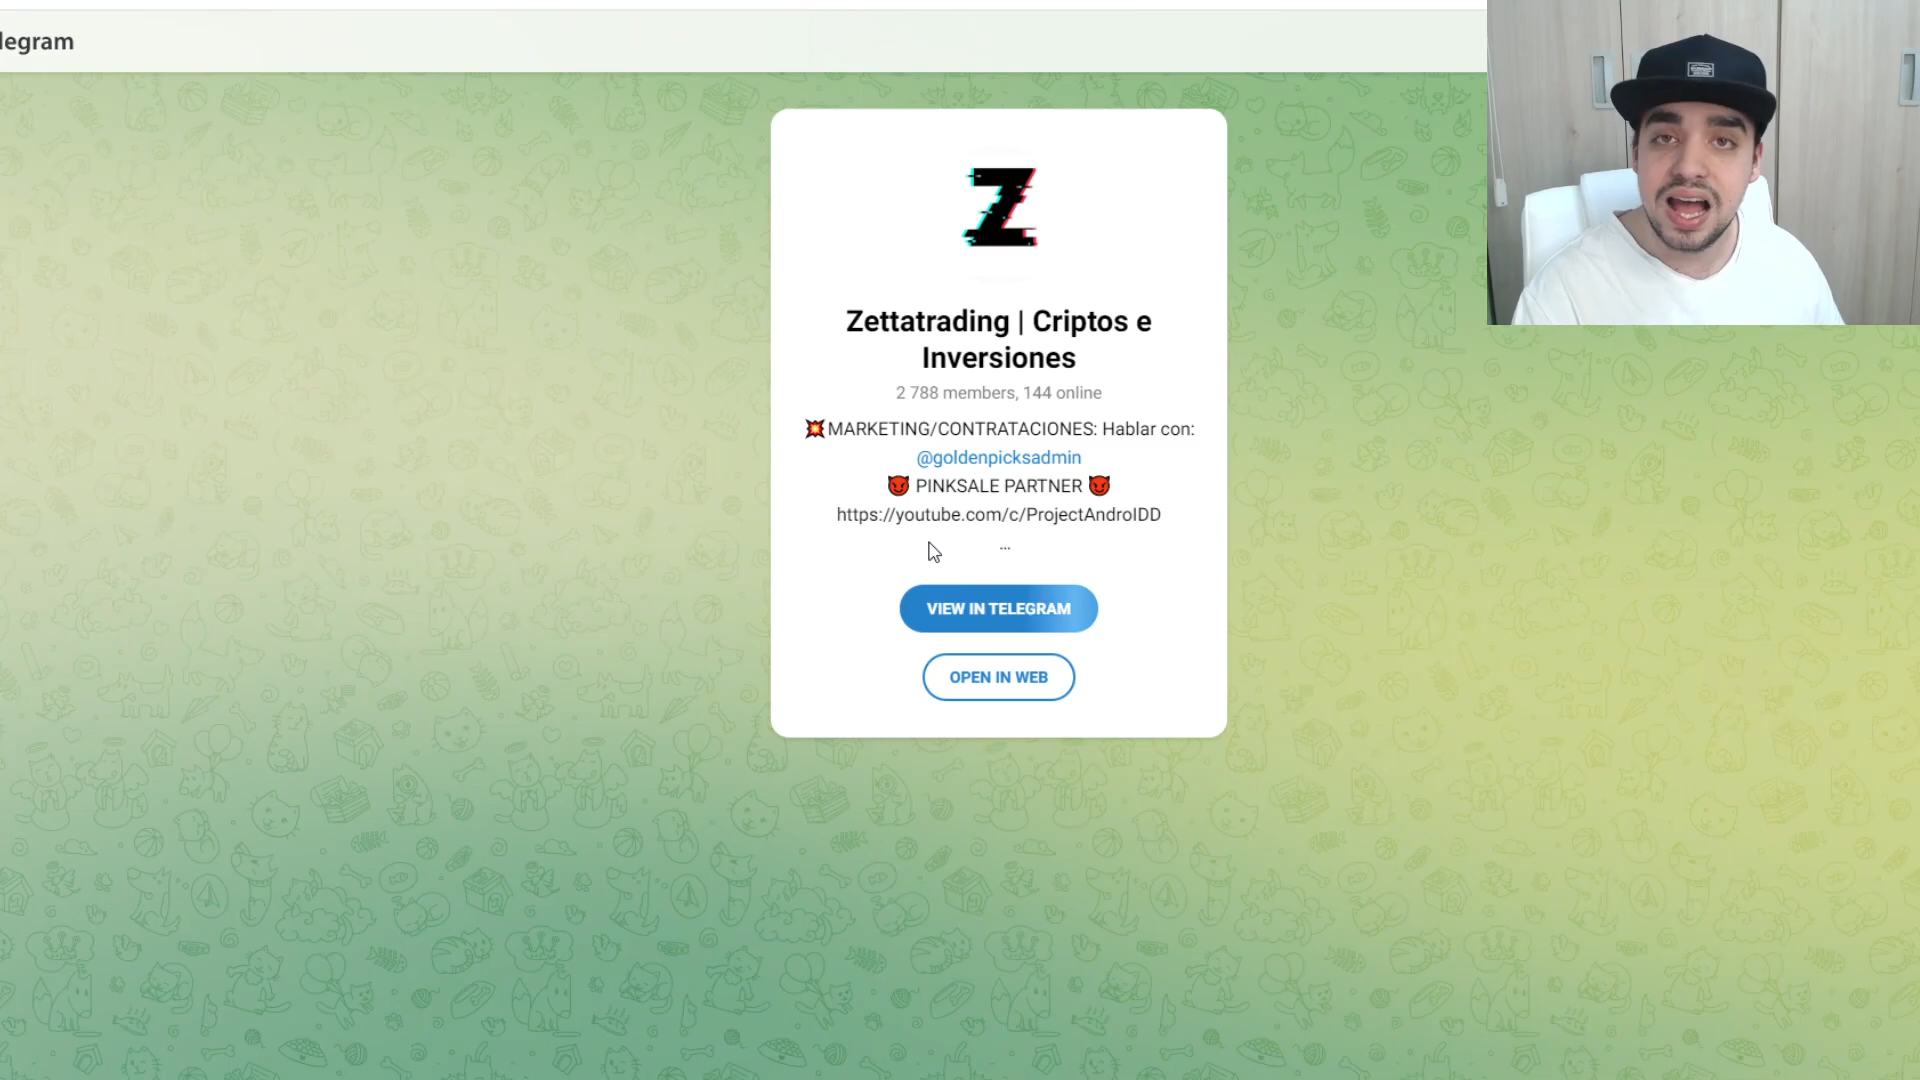 legram
Z
Zettatrading | Criptos e
Inversiones
2 788 members, 144 online
💥MARKETING/CONTRATACIONES: Hablar con:
@goldenpicksadmin
😈 PINKSALE PARTNER 😈
https://youtube.com/c/ProjectAndroIDD
...
VIEW IN TELEGRAM
OPEN IN WEB